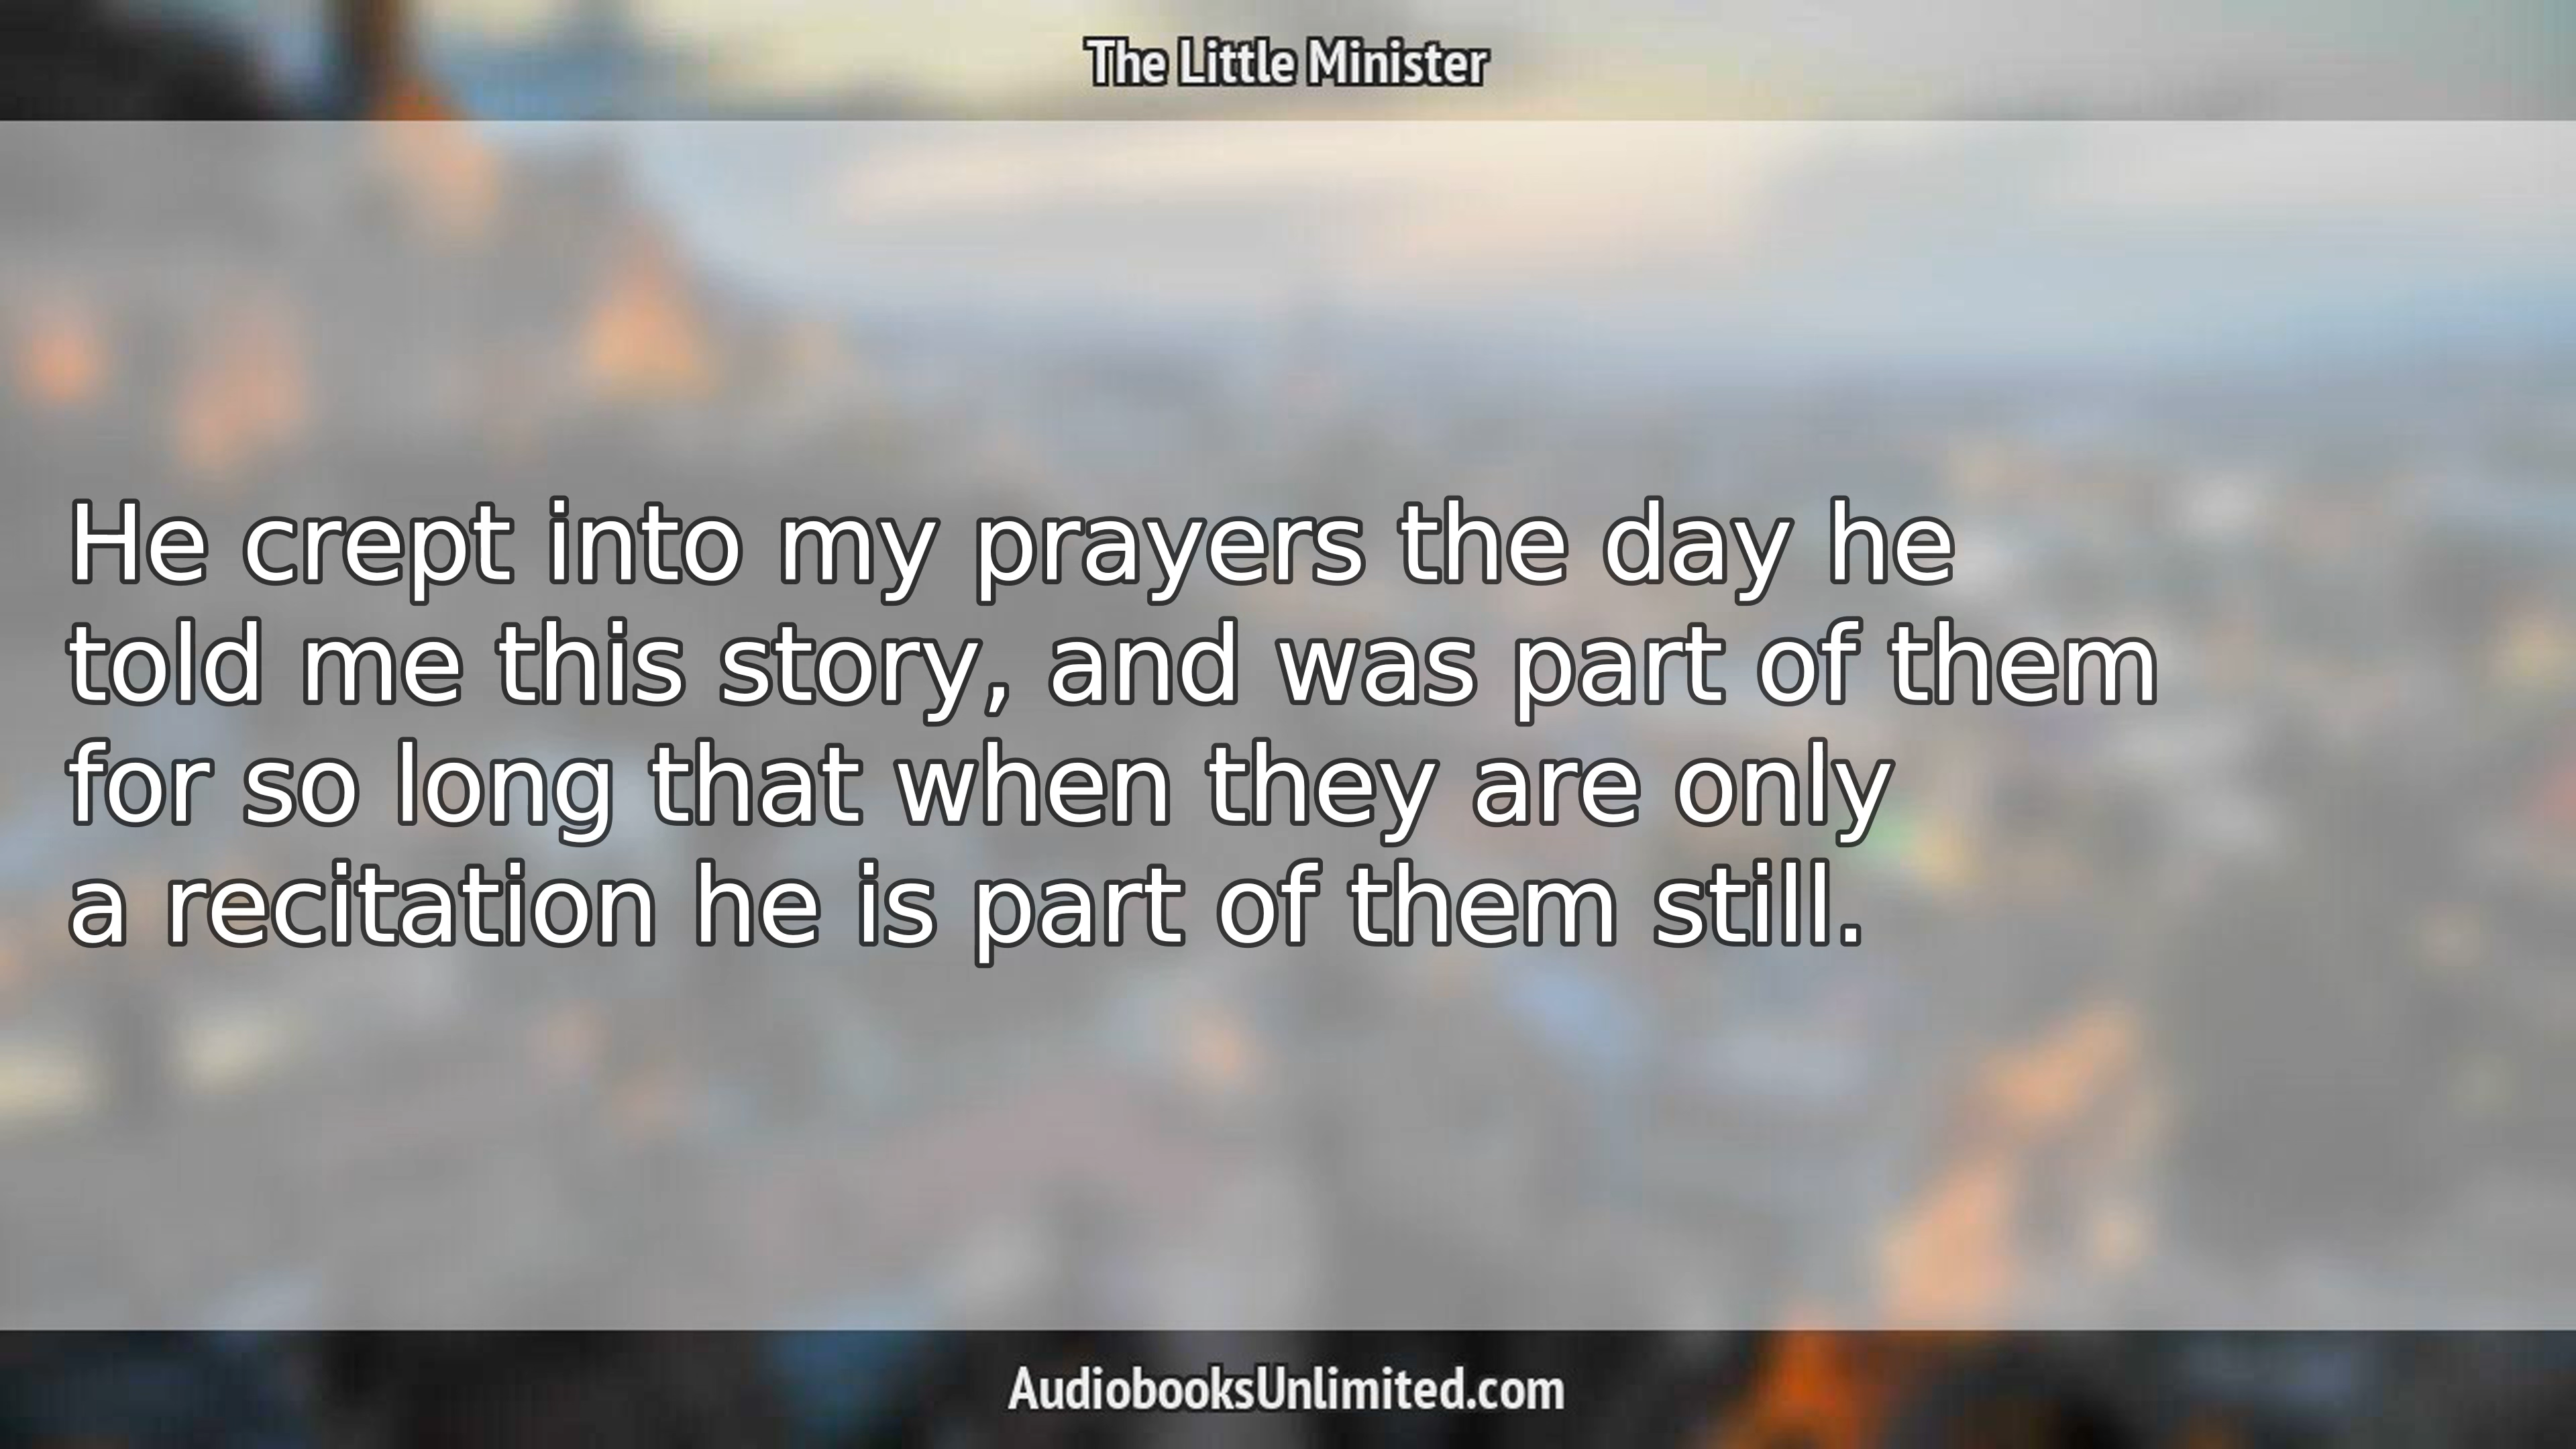 The Little Minister
He crept into my prayers the day he
told me this story, and was part of them
for so long that when they are only
a recitation he is part of them still.
AudiobooksUnlimited.com